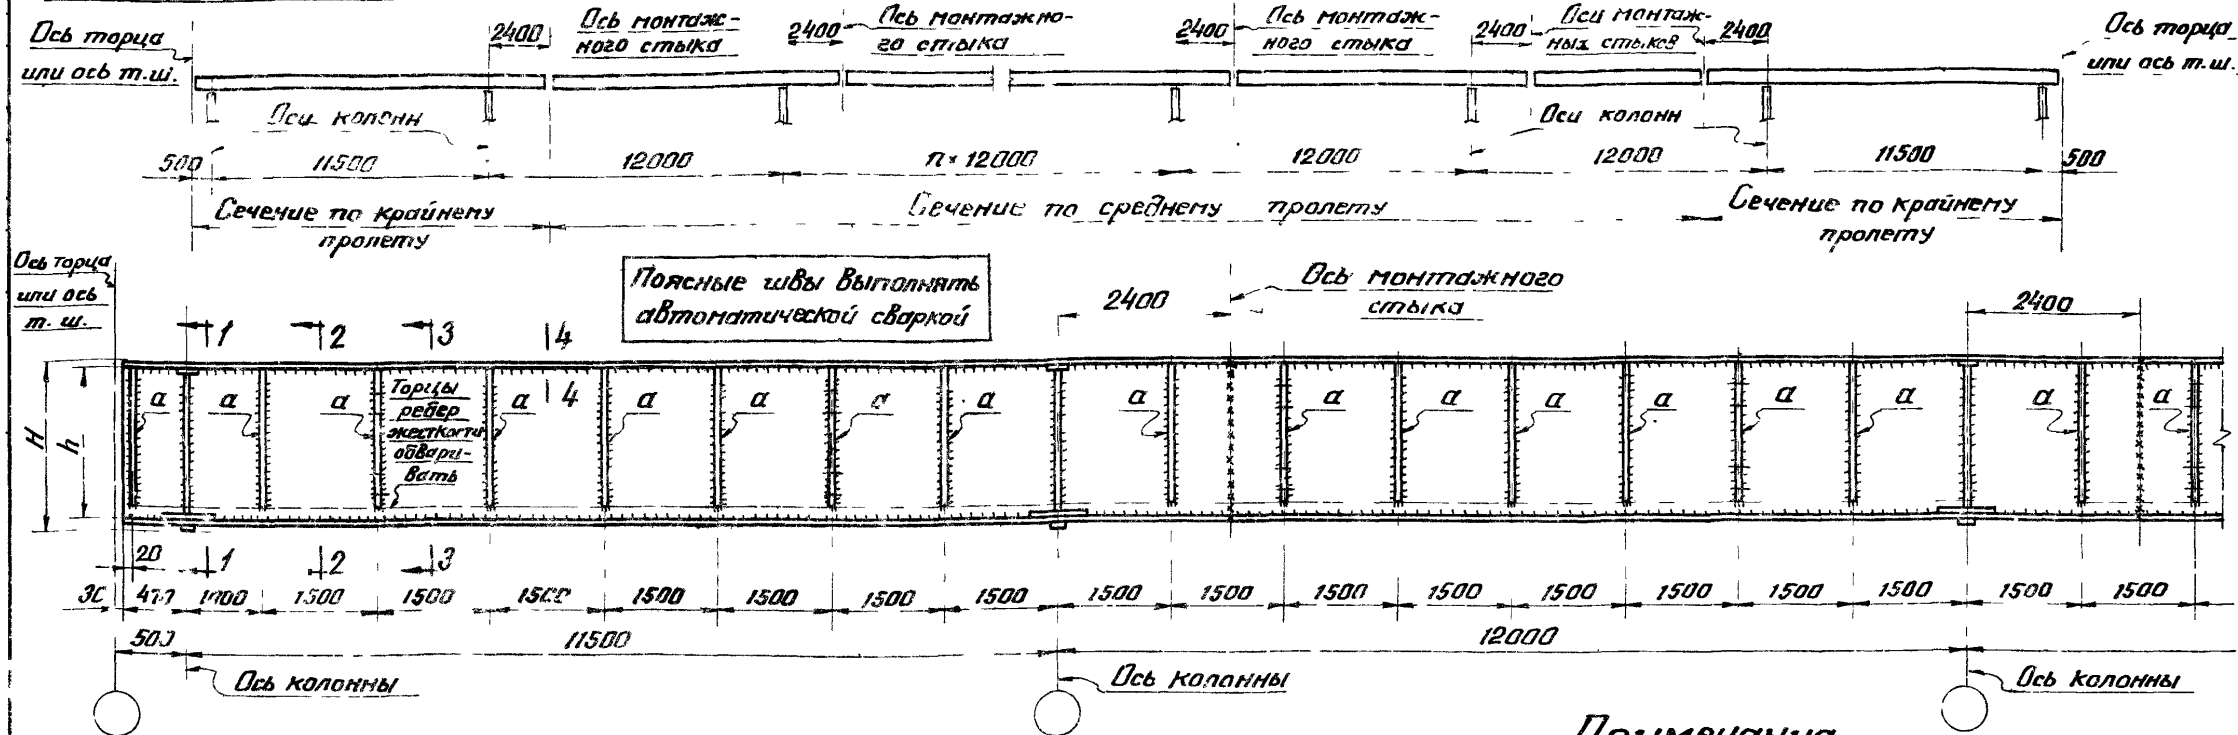 Ось торца
или ось т.ш.
2400
Ось монтаж-
ного стыка
2400
Ось монтажно-
го стыка
2400
Ось монтаж-
ного стыка
2400
Оси монтаж-
ных стыков
2400
Ось торца
или ось т.ш.
Оси колонн
Оси колонн
500
11500
12000
п×12000
12000
12000
11500
500
Сечение по крайнему
пролету
Сечение по среднему пролету
Сечение по крайнему
пролету
Ось торца
или ось
т. ш.
Поясные швы выполнять
автоматической сваркой
2400
Ось монтажного
стыка
2400
1 2 3 4
H
h
а а а а а а а а а а а а а а а а а
4
Торцы
ребер
жесткости
обвари-
вать
20
1 2 3
30 470 1000 1500 1500 1500 1500 1500 1500 1500 1500 1500 1500 1500 1500 1500 1500 1500 1500 1500
500
11500
12000
Ось колонны
Ось колонны
Ось колонны
Примечания